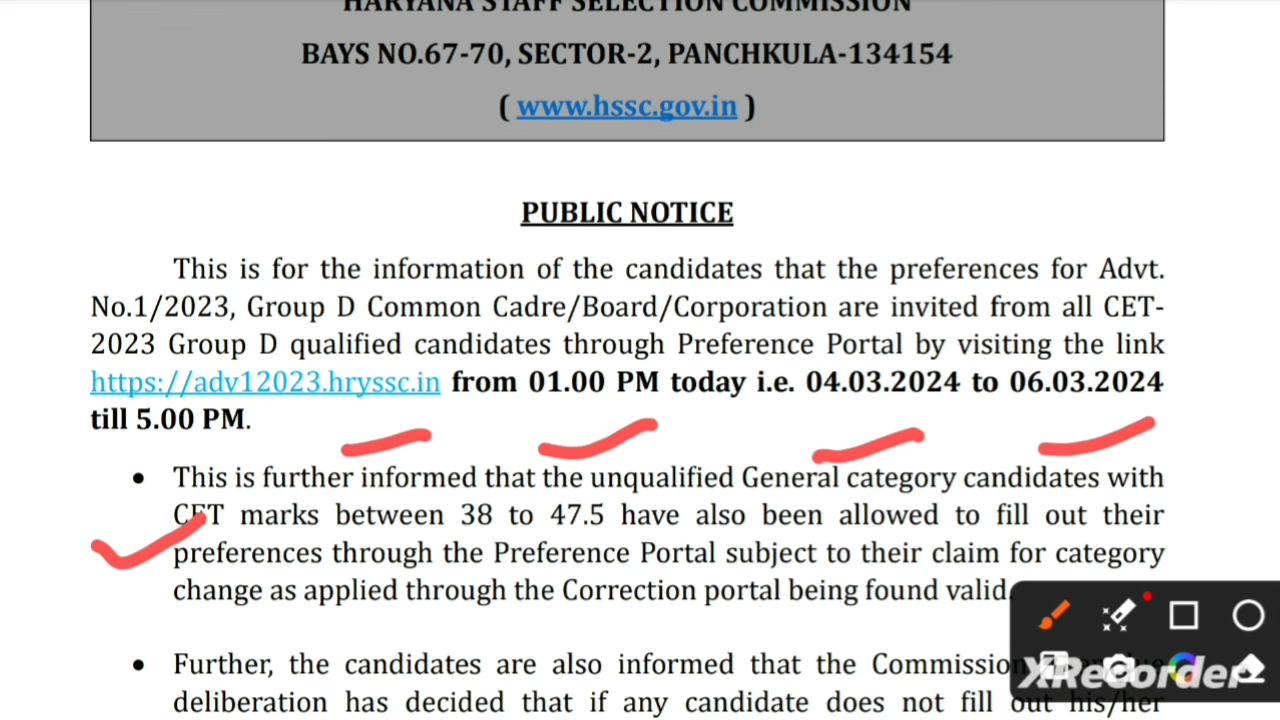 HARYANA STAFF SELECTION COMMISSION
BAYS NO.67-70, SECTOR-2, PANCHKULA-134154
( www.hssc.gov.in )
PUBLIC NOTICE
This is for the information of the candidates that the preferences for Advt.
No.1/2023, Group D Common Cadre/Board/Corporation are invited from all CET-
2023 Group D qualified candidates through Preference Portal by visiting the link
https://adv12023.hryssc.in from 01.00 PM today i.e. 04.03.2024 to 06.03.2024
till 5.00 PM.
• This is further informed that the unqualified General category candidates with
CET marks between 38 to 47.5 have also been allowed to fill out their
preferences through the Preference Portal subject to their claim for category
change as applied through the Correction portal being found valid.
• Further, the candidates are also informed that the Commission
deliberation has decided that if any candidate does not fill out his/her
XRecorder